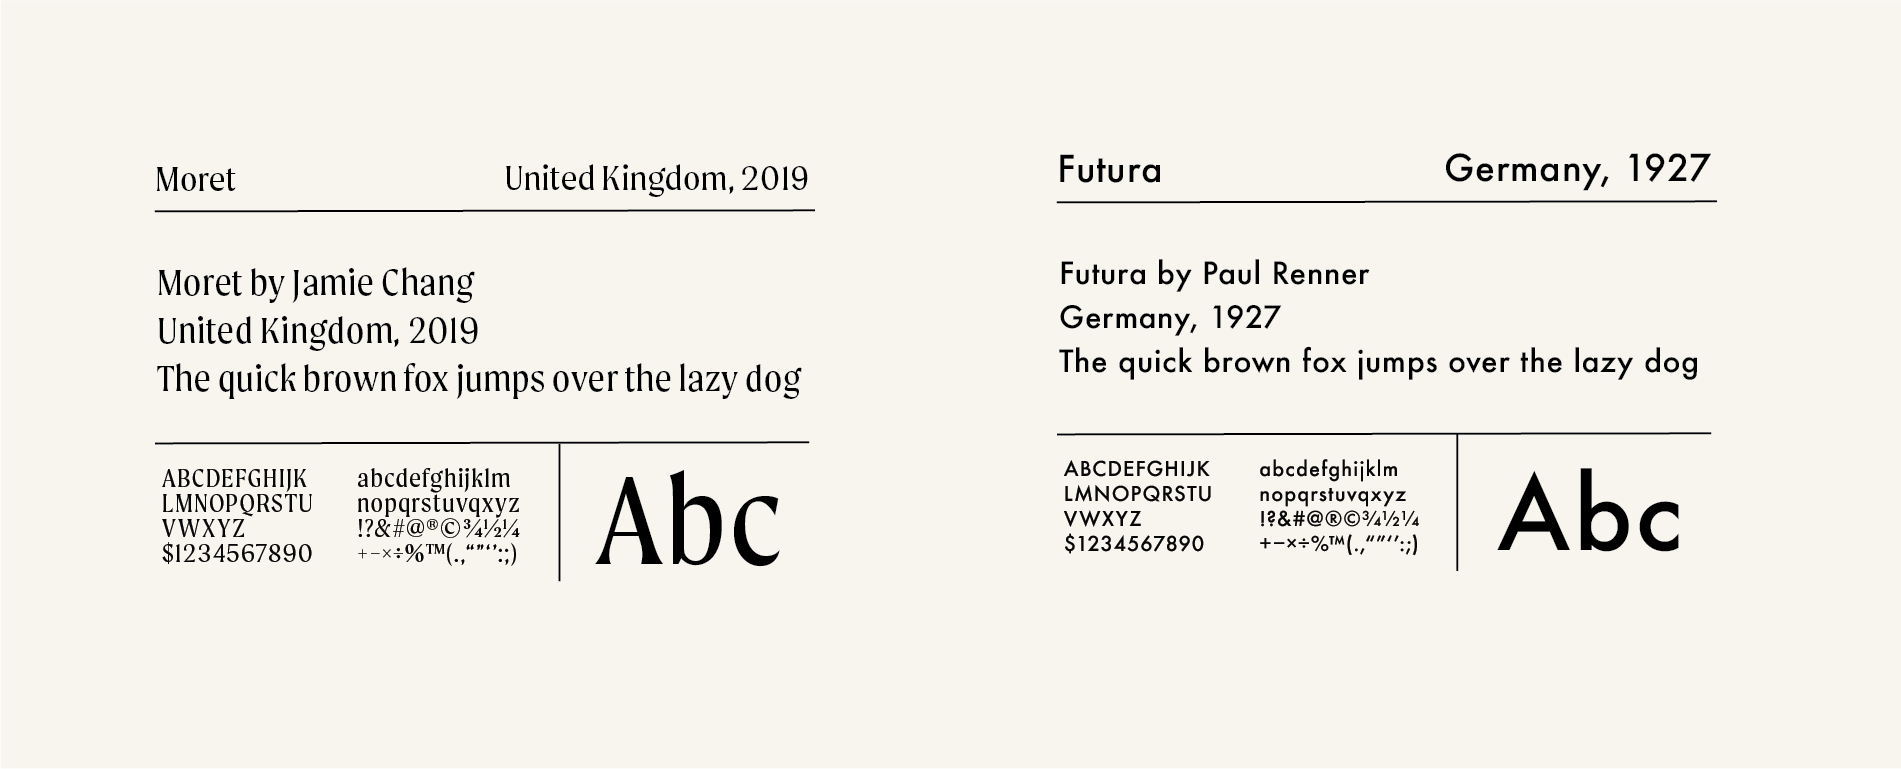 Moret
United Kingdom, 2019
Moret by Jamie Chang
United Kingdom, 2019
The quick brown fox jumps over the lazy dog
ABCDEFGHIJK
LMNOPQRSTU
VWXYZ
$1234567890
abcdefghijklm
nopqrstuvqxyz
!?&#@®©¾½¼
+−×÷%™(.,“”‘’:;)
Abc
Futura
Germany, 1927
Futura by Paul Renner
Germany, 1927
The quick brown fox jumps over the lazy dog
ABCDEFGHIJK
LMNOPQRSTU
VWXYZ
$1234567890
abcdefghijklm
nopqrstuvqxyz
!?&#@®©¾½¼
+−×÷%™(.,“”‘’:;)
Abc